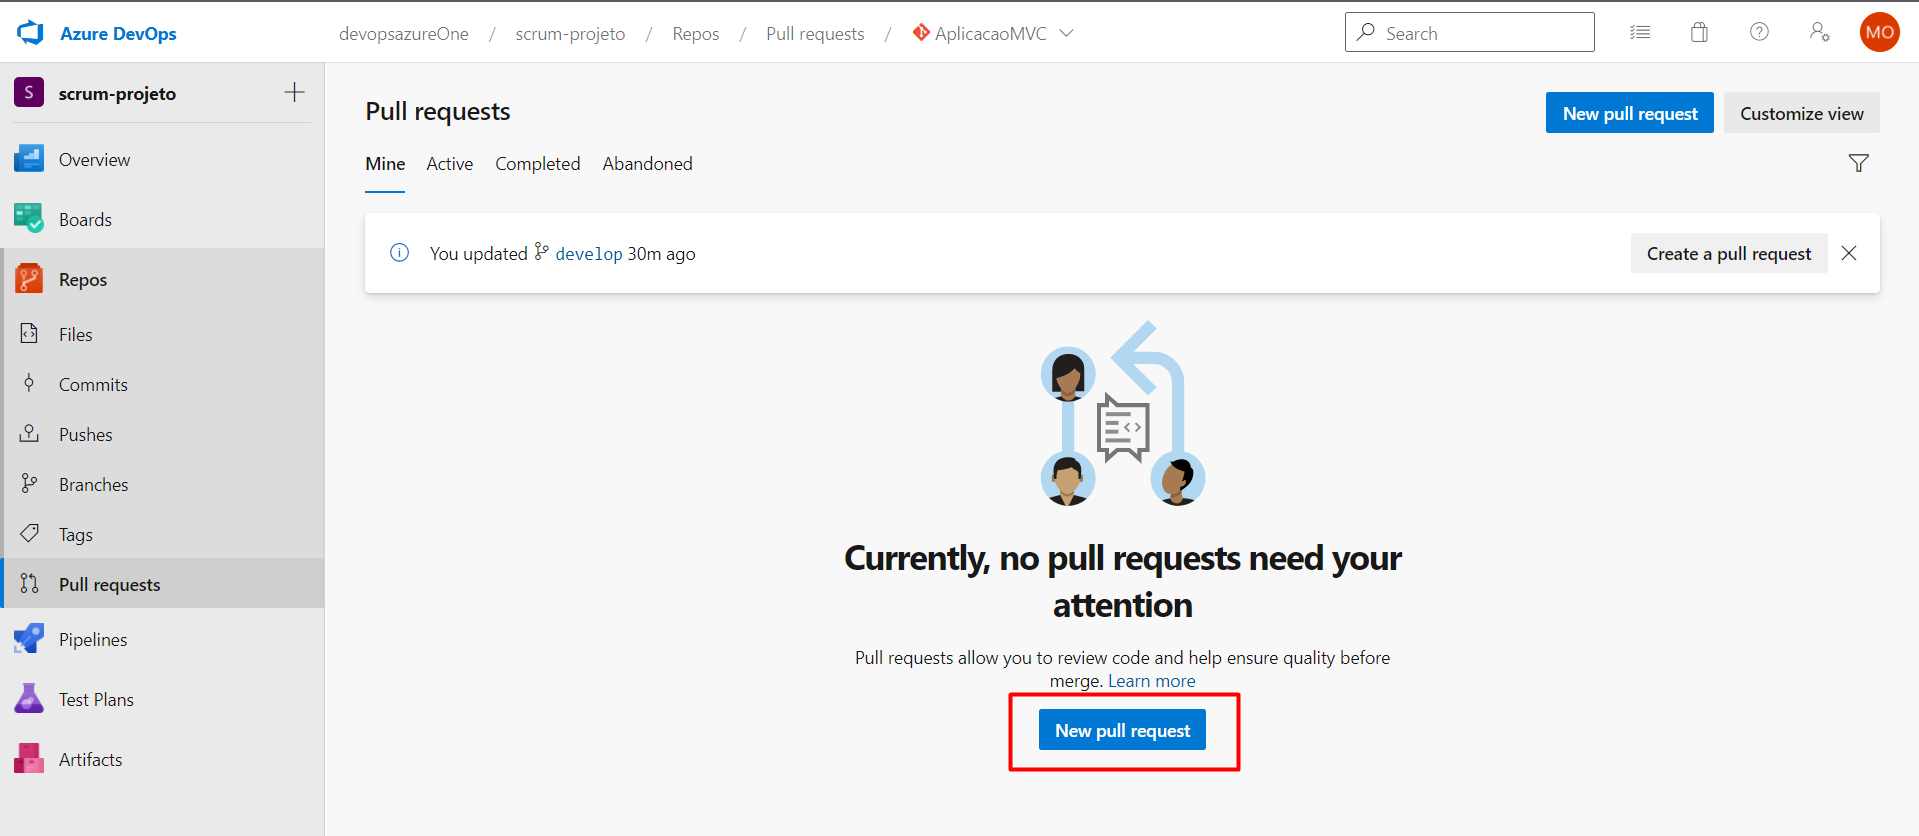 Azure DevOps
devopsazureOne / scrum-projeto / Repos / Pull requests / AplicacaoMVC
Search
MO
S scrum-projeto
Overview
Boards
Repos
Files
Commits
Pushes
Branches
Tags
Pull requests
Pipelines
Test Plans
Artifacts
Pull requests
New pull request
Customize view
Mine Active Completed Abandoned
You updated develop 30m ago
Create a pull request
Currently, no pull requests need your
attention
Pull requests allow you to review code and help ensure quality before
merge. Learn more
New pull request